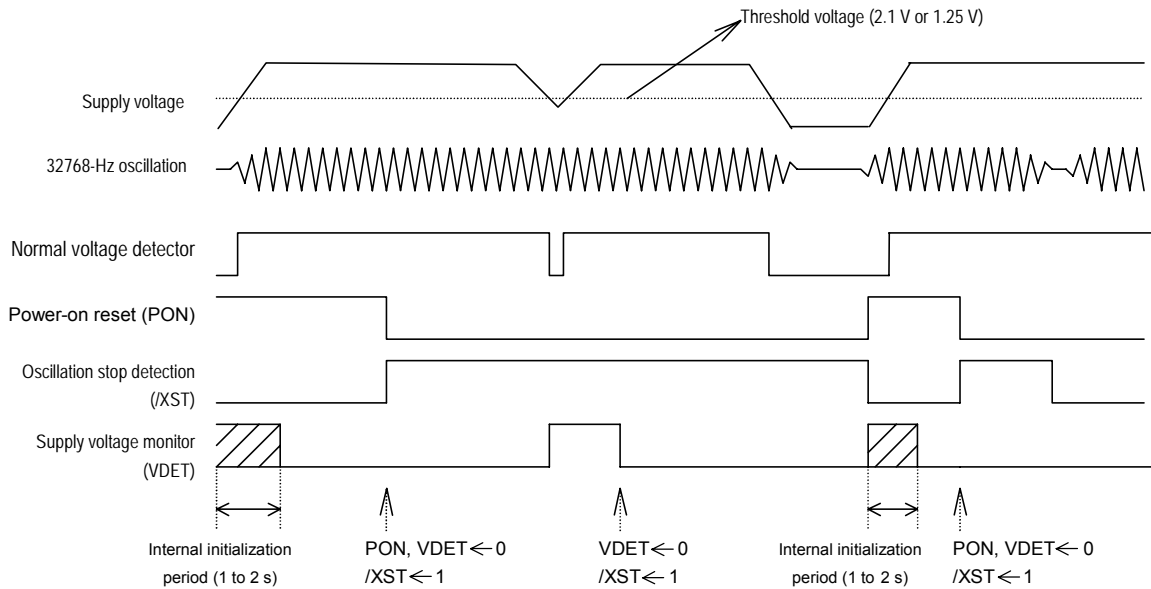 Threshold voltage (2.1 V or 1.25 V)
Supply voltage
32768-Hz oscillation
Normal voltage detector
Power-on reset (PON)
Oscillation stop detection
(/XST)
Supply voltage monitor
(VDET)
Internal initialization
period (1 to 2 s)
PON, VDET←0
/XST←1
VDET←0
/XST←1
Internal initialization
period (1 to 2 s)
PON, VDET←0
/XST←1